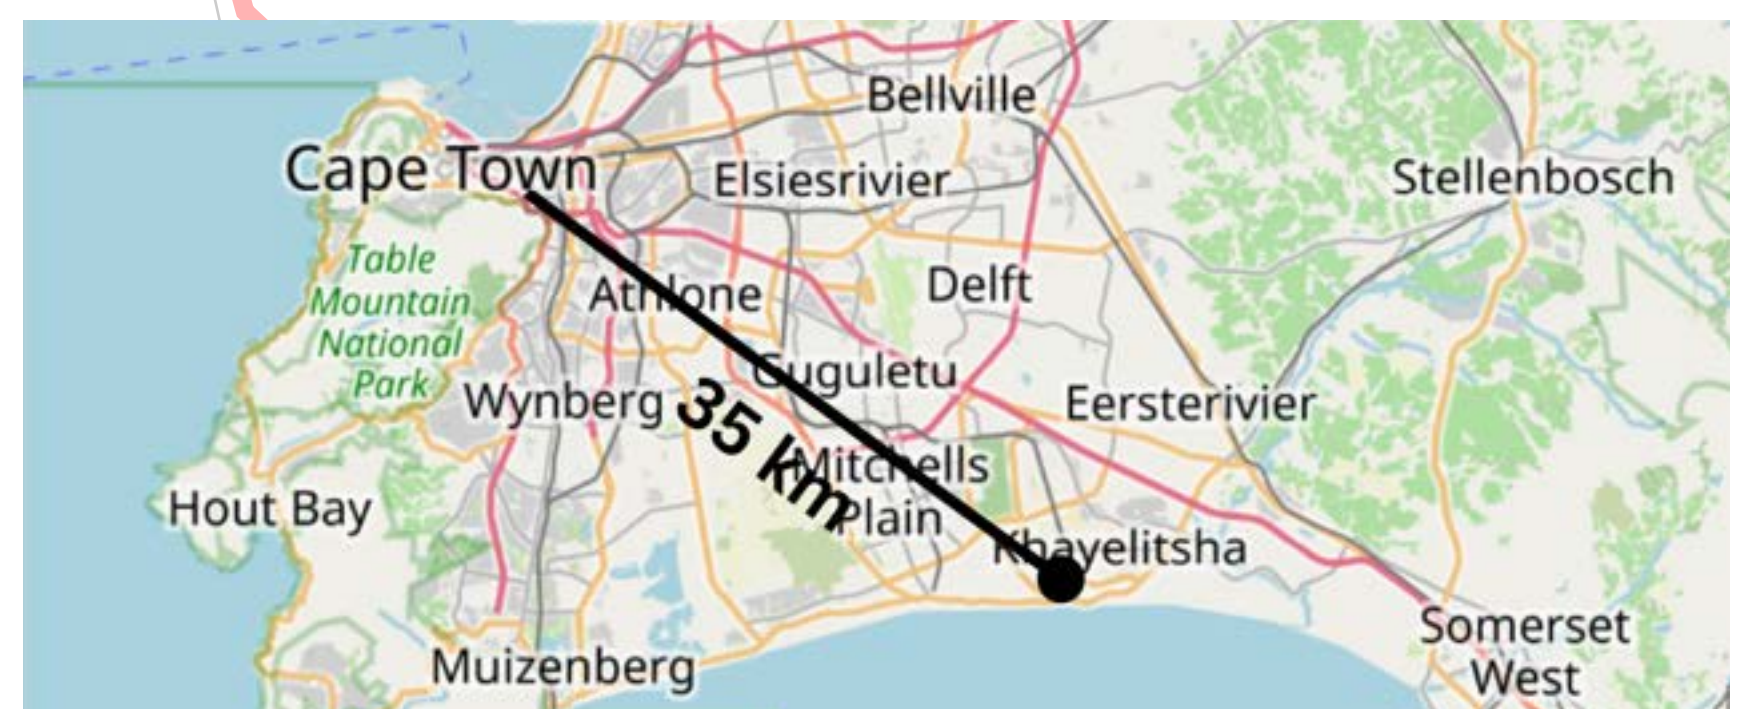 Bellville
Cape Town
Elsiesrivier
Stellenbosch
Table
Mountain
National
Park
Athlone
Delft
Guguletu
Wynberg
35 km
Eersterivier
Mitchells
Plain
Hout Bay
Khayelitsha
Somerset
West
Muizenberg